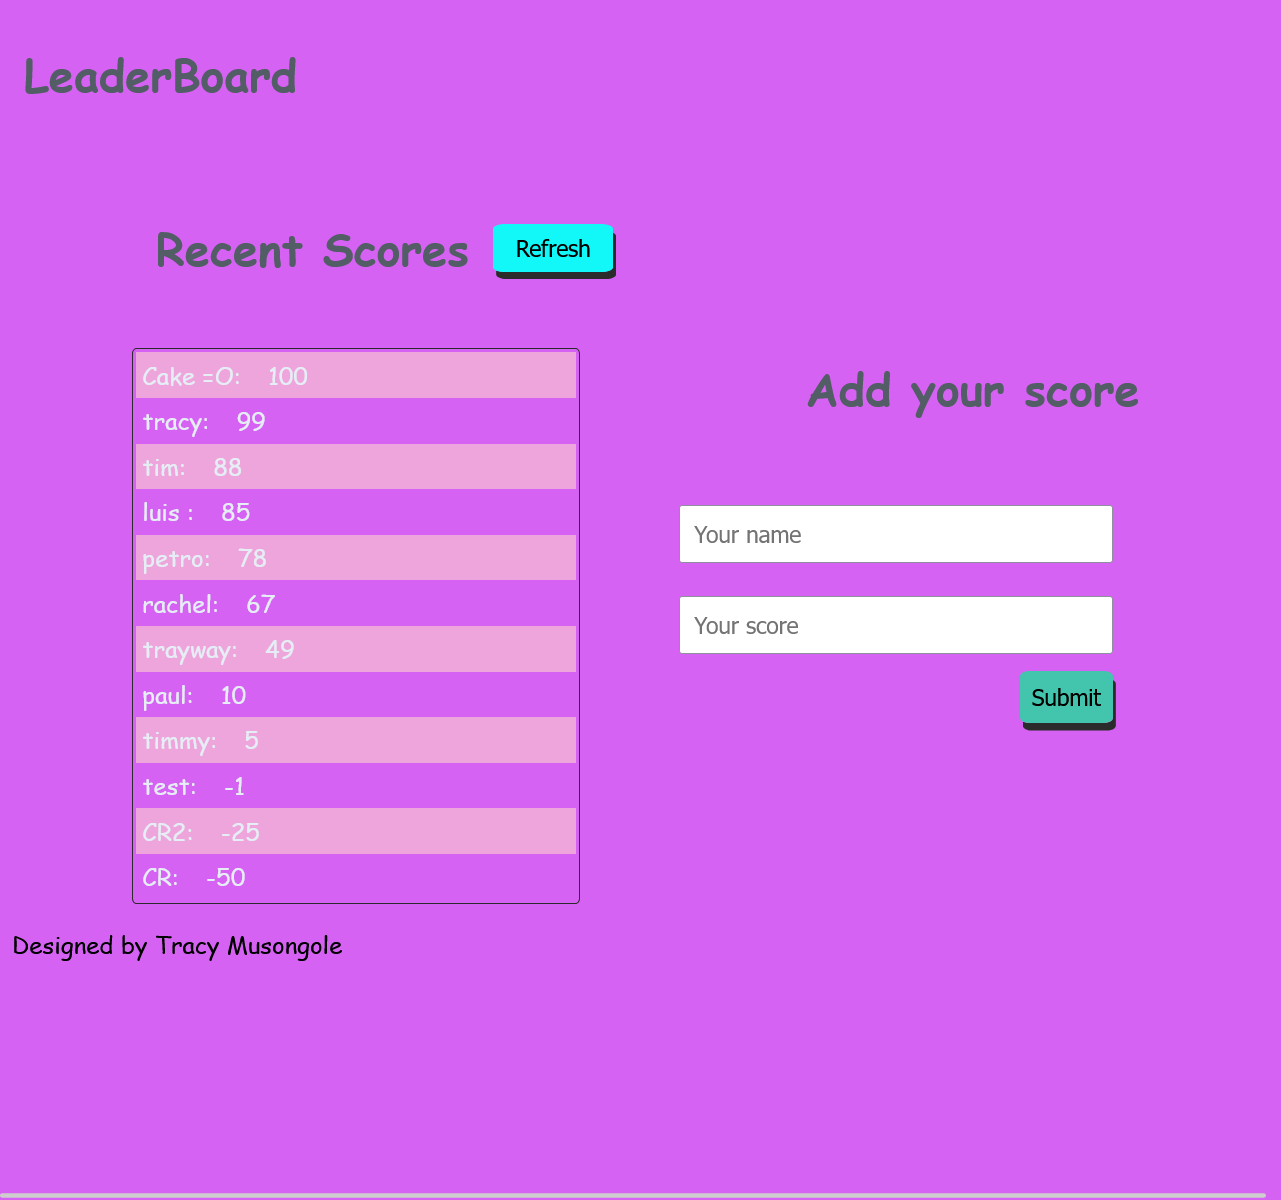 LeaderBoard
Recent Scores
Refresh
Cake =O: 100
tracy: 99
tim: 88
luis : 85
petro: 78
rachel: 67
trayway: 49
paul: 10
timmy: 5
test: -1
CR2: -25
CR: -50
Add your score
Your name
Your score
Submit
Designed by Tracy Musongole